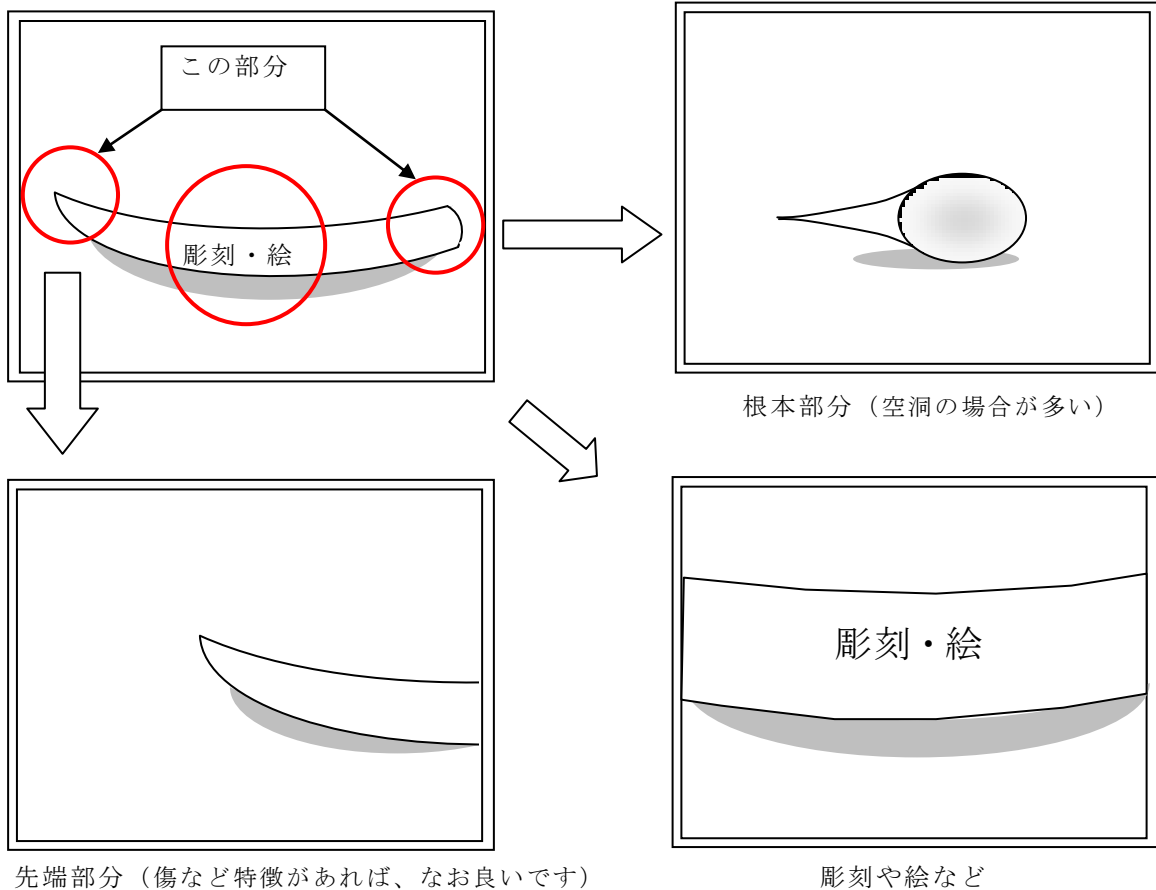 この部分
彫刻・絵
根本部分（空洞の場合が多い）
彫刻・絵
先端部分（傷など特徴があれば、なお良いです）
彫刻や絵など